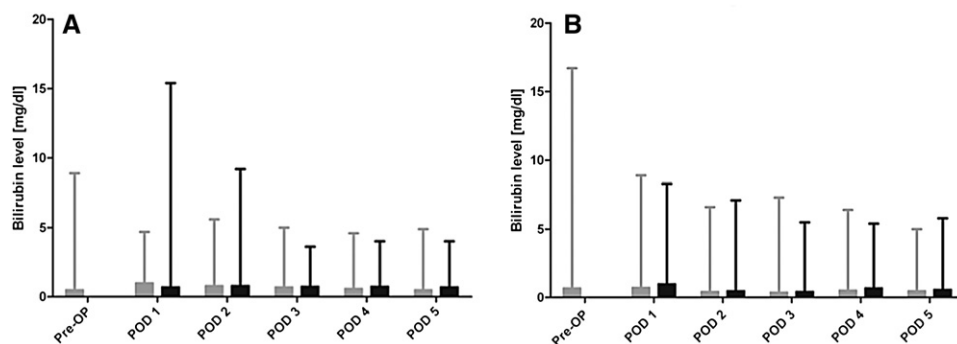 A
Bilirubin level [mg/dl]
20
15
10
5
0
Pre-OP POD 1 POD 2 POD 3 POD 4 POD 5
B
Bilirubin level [mg/dl]
20
15
10
5
0
Pre-OP POD 1 POD 2 POD 3 POD 4 POD 5